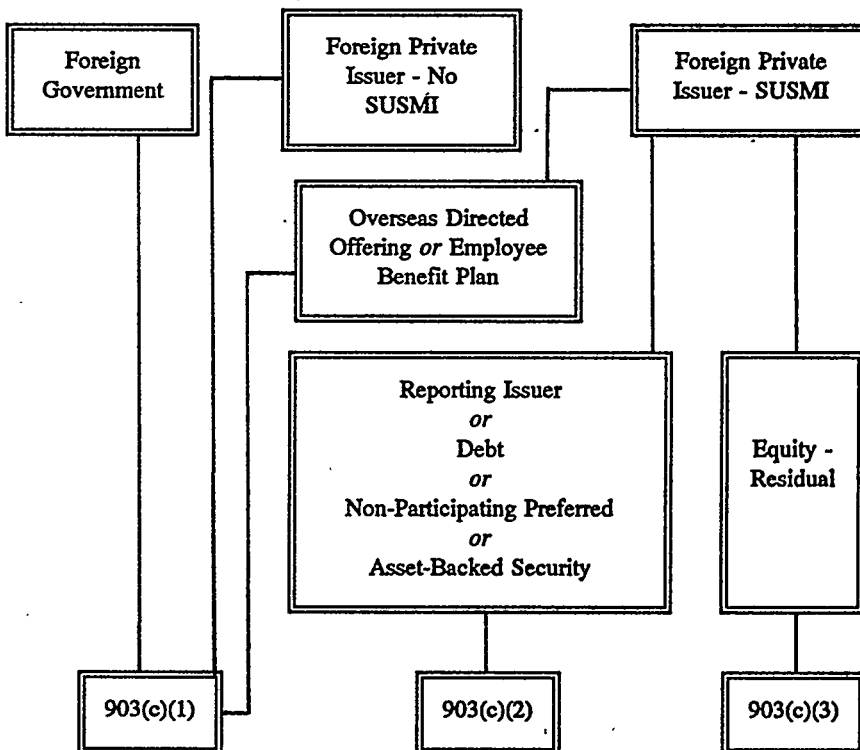 Foreign
Government
Foreign Private
Issuer - No
SUSMI
Foreign Private
Issuer - SUSMI
Overseas Directed
Offering or Employee
Benefit Plan
Reporting Issuer
or
Debt
or
Non-Participating Preferred
or
Asset-Backed Security
Equity -
Residual
903(c)(1)
903(c)(2)
903(c)(3)